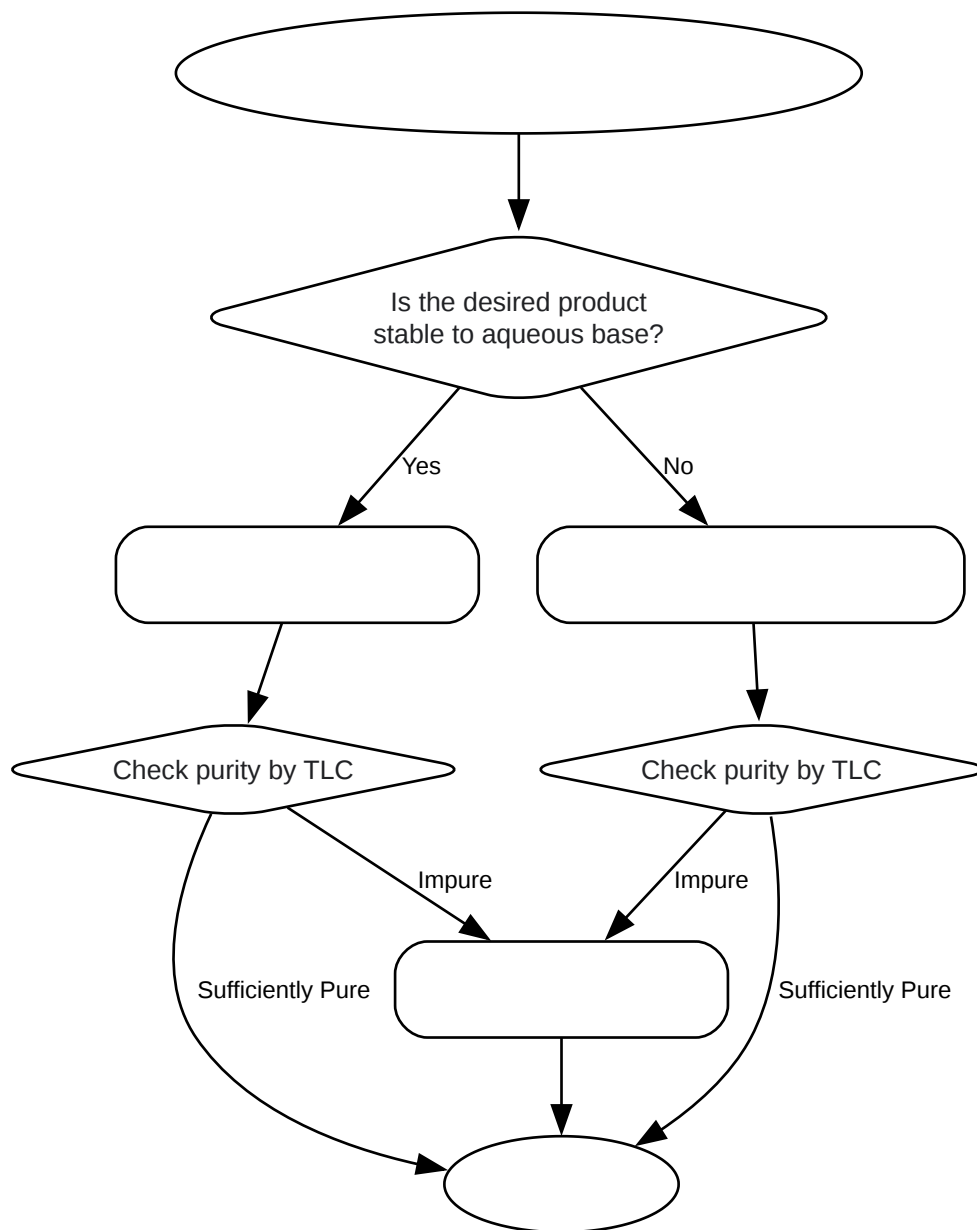 Is the desired product
stable to aqueous base?
Yes
No
Check purity by TLC
Check purity by TLC
Impure
Impure
Sufficiently Pure
Sufficiently Pure